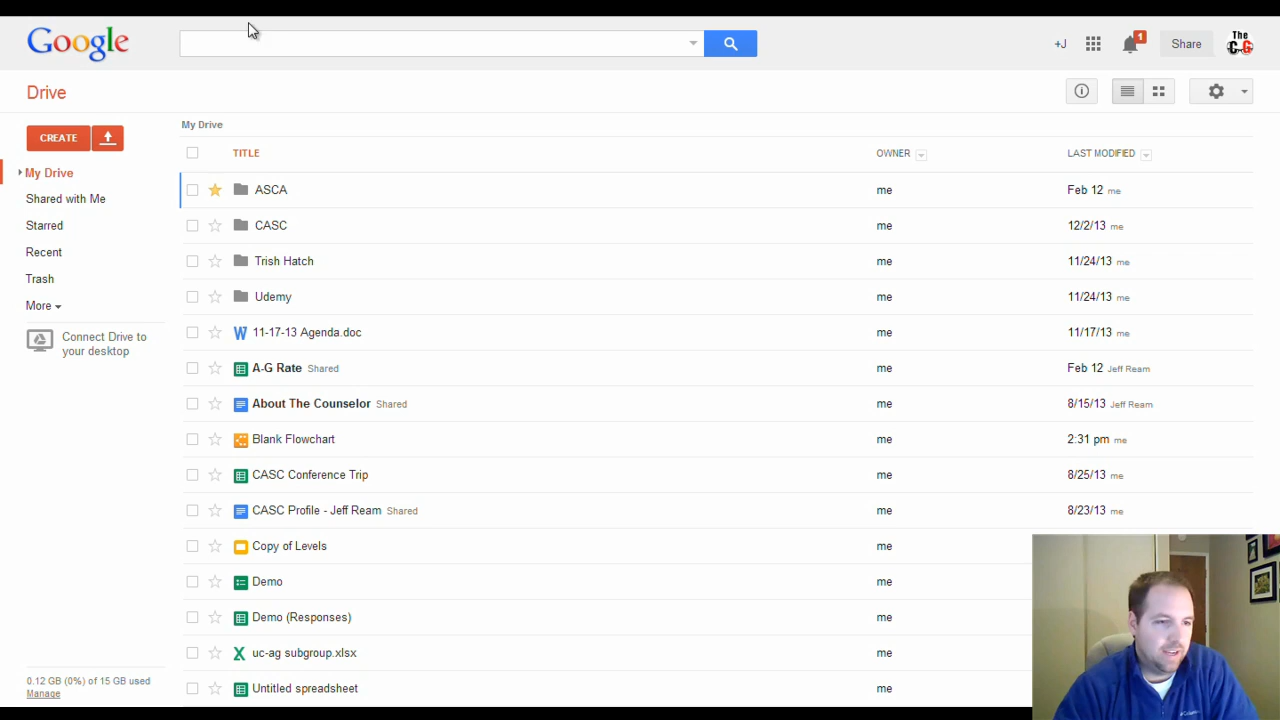 Google
+J
1
Share
The
Drive
CREATE
My Drive
Shared with Me
Starred
Recent
Trash
More
Connect Drive to
your desktop
0.12 GB (0%) of 15 GB used
Manage
My Drive
TITLE OWNER LAST MODIFIED
ASCA me Feb 12 me
CASC me 12/2/13 me
Trish Hatch me 11/24/13 me
Udemy me 11/24/13 me
W 11-17-13 Agenda.doc me 11/17/13 me
A-G Rate Shared me Feb 12 Jeff Ream
About The Counselor Shared me 8/15/13 Jeff Ream
Blank Flowchart me 2:31 pm me
CASC Conference Trip me 8/25/13 me
CASC Profile - Jeff Ream Shared me 8/23/13 me
Copy of Levels me
Demo me
Demo (Responses) me
X uc-ag subgroup.xlsx me
Untitled spreadsheet me